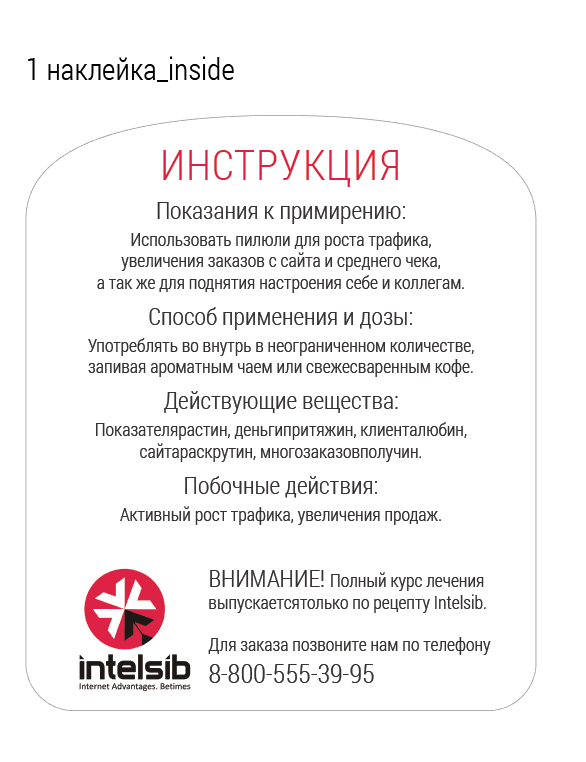 1 наклейка_inside
ИНСТРУКЦИЯ
Показания к примирению:
Использовать пилюли для роста трафика,
увеличения заказов с сайта и среднего чека,
а так же для поднятия настроения себе и коллегам.
Способ применения и дозы:
Употреблять во внутрь в неограниченном количестве,
запивая ароматным чаем или свежесваренным кофе.
Действующие вещества:
Показателярастин, деньгипритяжин, клиенталюбин,
сайтараскрутин, многозаказовполучин.
Побочные действия:
Активный рост трафика, увеличения продаж.
ВНИМАНИЕ! Полный курс лечения
выпускаетсятолько по рецепту Intelsib.
Для заказа позвоните нам по телефону
8-800-555-39-95
intelsib
Internet Advantages. Betimes